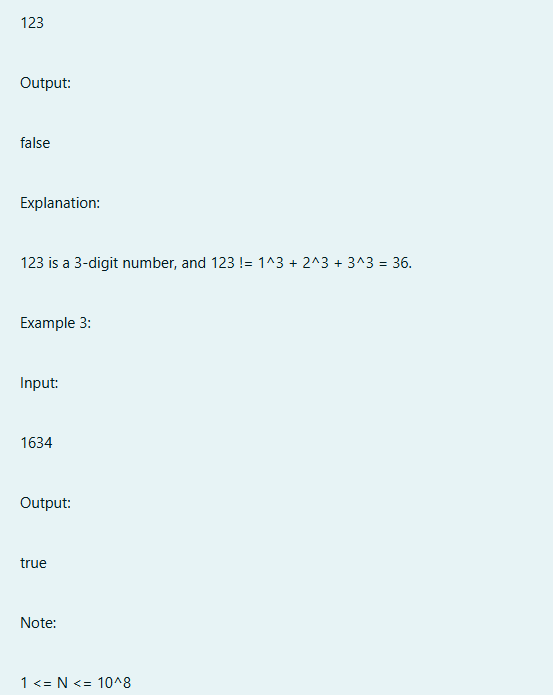 123
Output:
false
Explanation:
123 is a 3-digit number, and 123 != 1^3 + 2^3 + 3^3 = 36.
Example 3:
Input:
1634
Output:
true
Note:
1 <= N <= 10^8